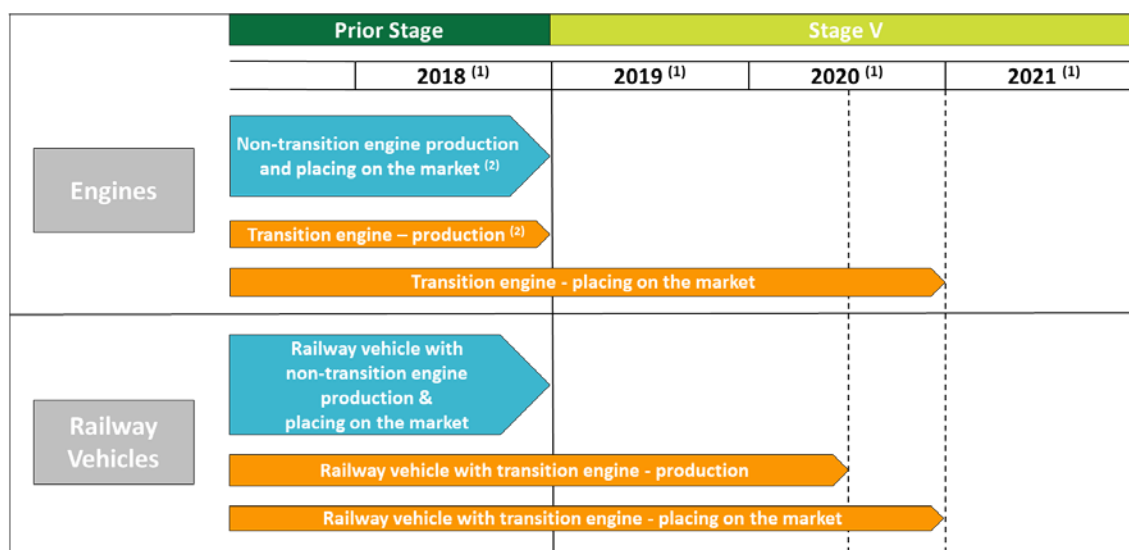 Prior Stage
Stage V
2018 (1)
2019 (1)
2020 (1)
2021 (1)
Engines
Non-transition engine production
and placing on the market (2)
Transition engine – production (2)
Transition engine - placing on the market
Railway
Vehicles
Railway vehicle with
non-transition engine
production &
placing on the market
Railway vehicle with transition engine - production
Railway vehicle with transition engine - placing on the market